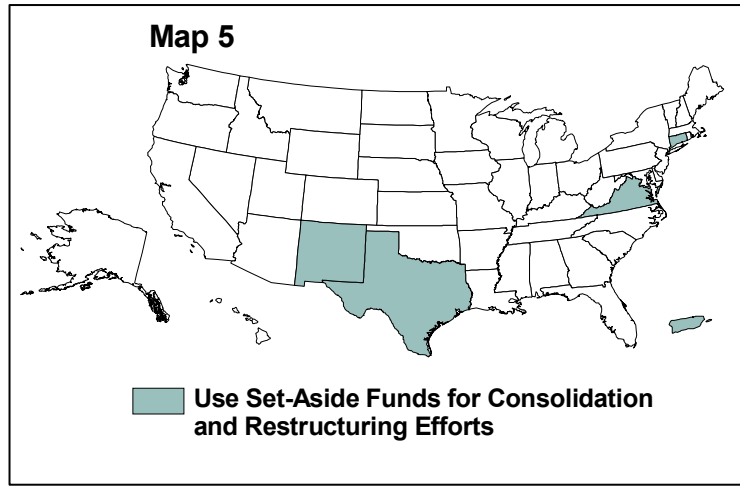 Map 5
Use Set-Aside Funds for Consolidation
and Restructuring Efforts